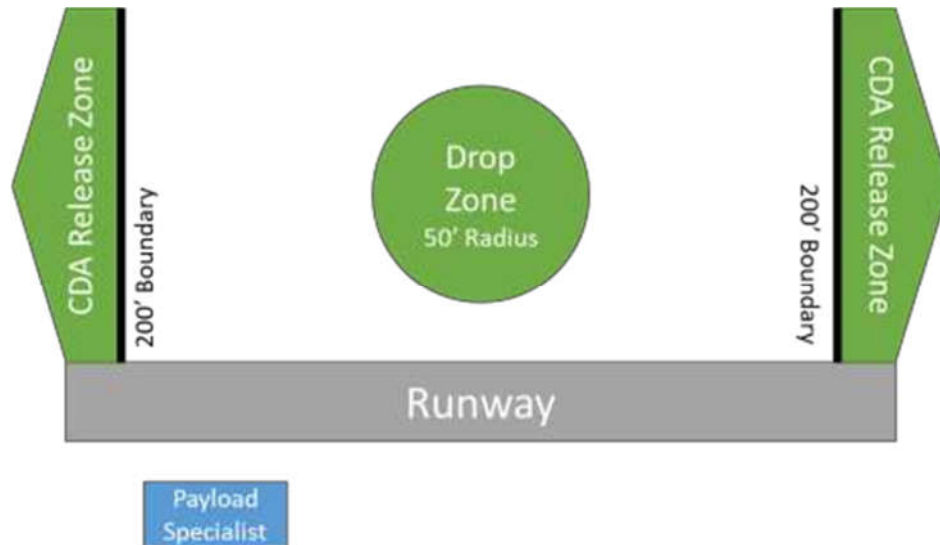 CDA Release Zone
200' Boundary
Drop
Zone
50' Radius
200' Boundary
CDA Release Zone
Runway
Payload
Specialist